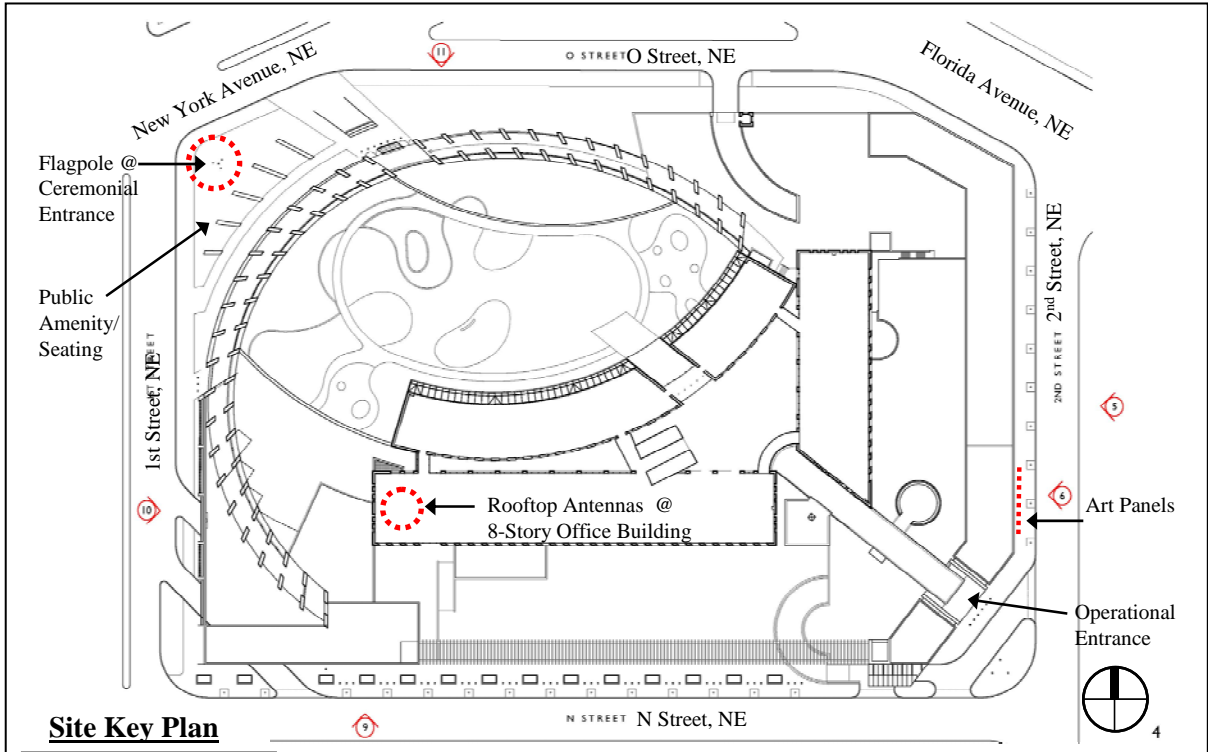 11
O STREET
O Street, NE
New York Avenue, NE
Florida Avenue, NE
Flagpole @
Ceremonial
Entrance
Public
Amenity/
Seating
1st Street, NE
STREET
2nd Street, NE
2ND STREET
5
6
10
Rooftop Antennas @
8-Story Office Building
Art Panels
Operational
Entrance
N STREET
N Street, NE
9
Site Key Plan
4